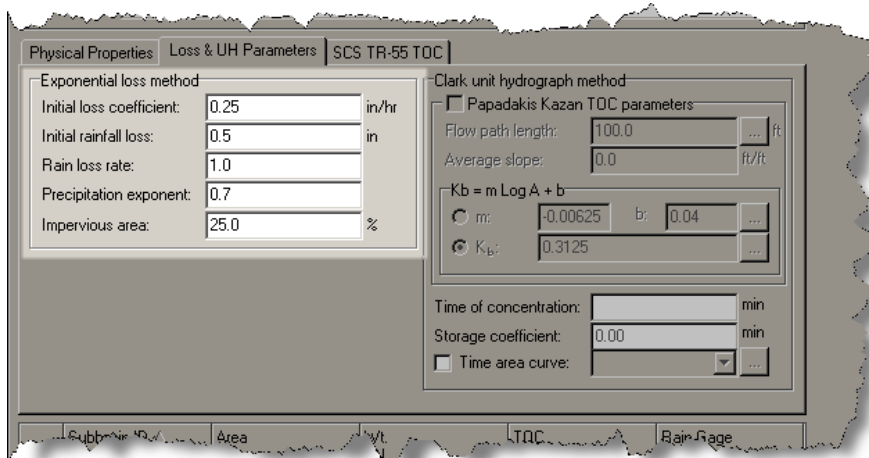 Physical Properties
Loss & UH Parameters
SCS TR-55 TOC
Exponential loss method
Initial loss coefficient: 0.25 in/hr
Initial rainfall loss: 0.5 in
Rain loss rate: 1.0
Precipitation exponent: 0.7
Impervious area: 25.0 %
Clark unit hydrograph method
Papadakis Kazan TOC parameters
Flow path length: 100.0 ... ft
Average slope: 0.0 ft/ft
Kb = m Log A + b
m: -0.00625 b: 0.04 ...
Kb: 0.3125 ...
Time of concentration: min
Storage coefficient: 0.00 min
Time area curve: ...
Area TOC Rain Gage